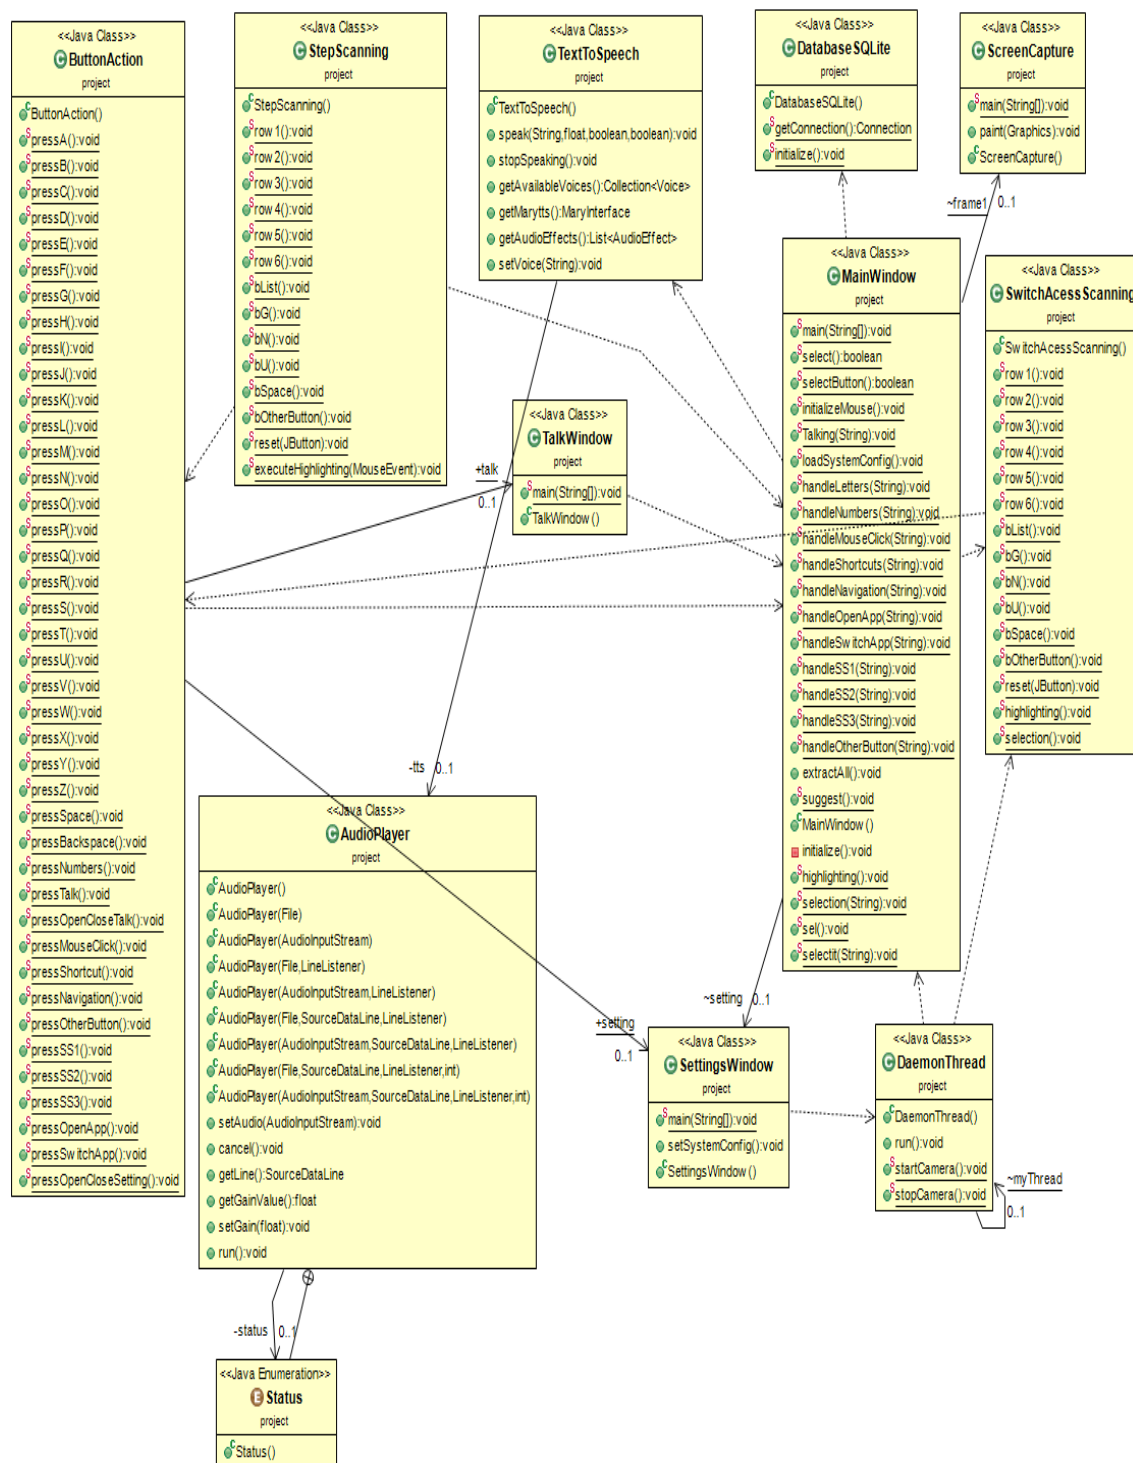 <<Java Class>>
ButtonAction
project
ButtonAction()
pressA():void
pressB():void
pressC():void
pressD():void
pressE():void
pressF():void
pressG():void
pressH():void
pressI():void
pressJ():void
pressK():void
pressL():void
pressM():void
pressN():void
pressO():void
pressP():void
pressQ():void
pressR():void
pressS():void
pressT():void
pressU():void
pressV():void
pressW():void
pressX():void
pressY():void
pressZ():void
pressSpace():void
pressBackspace():void
pressNumbers():void
pressTalk():void
pressOpenCloseTalk():void
pressMouseClick():void
pressShortcut():void
pressNavigation():void
pressOtherButton():void
pressSS1():void
pressSS2():void
pressSS3():void
pressOpenApp():void
pressSwitchApp():void
pressOpenCloseSetting():void
<<Java Class>>
StepScanning
project
StepScanning()
row1():void
row2():void
row3():void
row4():void
row5():void
row6():void
bList():void
bG():void
bN():void
bU():void
bSpace():void
bOtherButton():void
reset(JButton):void
executeHighlighting(MouseEvent):void
<<Java Class>>
TextToSpeech
project
TextToSpeech()
speak(String,float,boolean,boolean):void
stopSpeaking():void
getAvailableVoices():Collection<Voice>
getMarytts():MaryInterface
getAudioEffects():List<AudioEffect>
setVoice(String):void
<<Java Class>>
DatabaseSQLite
project
DatabaseSQLite()
getConnection():Connection
initialize():void
<<Java Class>>
ScreenCapture
project
main(String[]):void
paint(Graphics):void
ScreenCapture()
~frame1
0..1
<<Java Class>>
MainWindow
project
main(String[]):void
select():boolean
selectButton():boolean
initializeMouse():void
Talking(String):void
loadSystemConfig():void
handleLetters(String):void
handleNumbers(String):void
handleMouseClick(String):void
handleShortcuts(String):void
handleNavigation(String):void
handleOpenApp(String):void
handleSwitchApp(String):void
handleSS1(String):void
handleSS2(String):void
handleSS3(String):void
handleOtherButton(String):void
extractAll():void
suggest():void
MainWindow()
initialize():void
highlighting():void
selection(String):void
sel():void
selectit(String):void
<<Java Class>>
SwitchAcessScanning
project
SwitchAcessScanning()
row1():void
row2():void
row3():void
row4():void
row5():void
row6():void
bList():void
bG():void
bN():void
bU():void
bSpace():void
bOtherButton():void
reset(JButton):void
highlighting():void
selection():void
<<Java Class>>
TalkWindow
project
main(String[]):void
TalkWindow()
+talk
0..1
-tts
0..1
<<Java Class>>
AudioPlayer
project
AudioPlayer()
AudioPlayer(File)
AudioPlayer(AudioInputStream)
AudioPlayer(File,LineListener)
AudioPlayer(AudioInputStream,LineListener)
AudioPlayer(File,SourceDataLine,LineListener)
AudioPlayer(AudioInputStream,SourceDataLine,LineListener)
AudioPlayer(File,SourceDataLine,LineListener,int)
AudioPlayer(AudioInputStream,SourceDataLine,LineListener,int)
setAudio(AudioInputStream):void
cancel():void
getLine():SourceDataLine
getGainValue():float
setGain(float):void
run():void
~setting
0..1
+setting
0..1
<<Java Class>>
SettingsWindow
project
main(String[]):void
setSystemConfig():void
SettingsWindow()
<<Java Class>>
DaemonThread
project
DaemonThread()
run():void
startCamera():void
stopCamera():void
~myThread
0..1
-status
0..1
<<Java Enumeration>>
Status
project
Status()